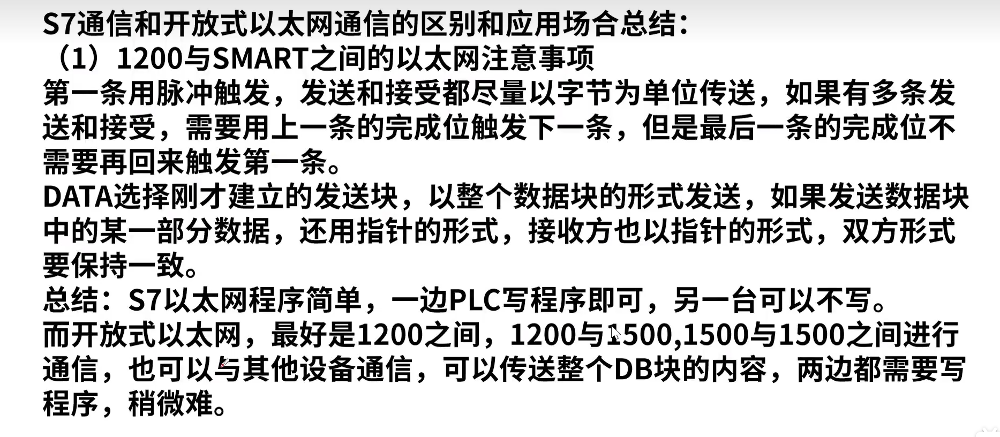 S7通信和开放式以太网通信的区别和应用场合总结：
（1）1200与SMART之间的以太网注意事项
第一条用脉冲触发，发送和接受都尽量以字节为单位传送，如果有多条发
送和接受，需要用上一条的完成位触发下一条，但是最后一条的完成位不
需要再回来触发第一条。
DATA选择刚才建立的发送块，以整个数据块的形式发送，如果发送数据块
中的某一部分数据，还用指针的形式，接收方也以指针的形式，双方形式
要保持一致。
总结：S7以太网程序简单，一边PLC写程序即可，另一台可以不写。
而开放式以太网，最好是1200之间，1200与1500,1500与1500之间进行
通信，也可以与其他设备通信，可以传送整个DB块的内容，两边都需要写
程序，稍微难。